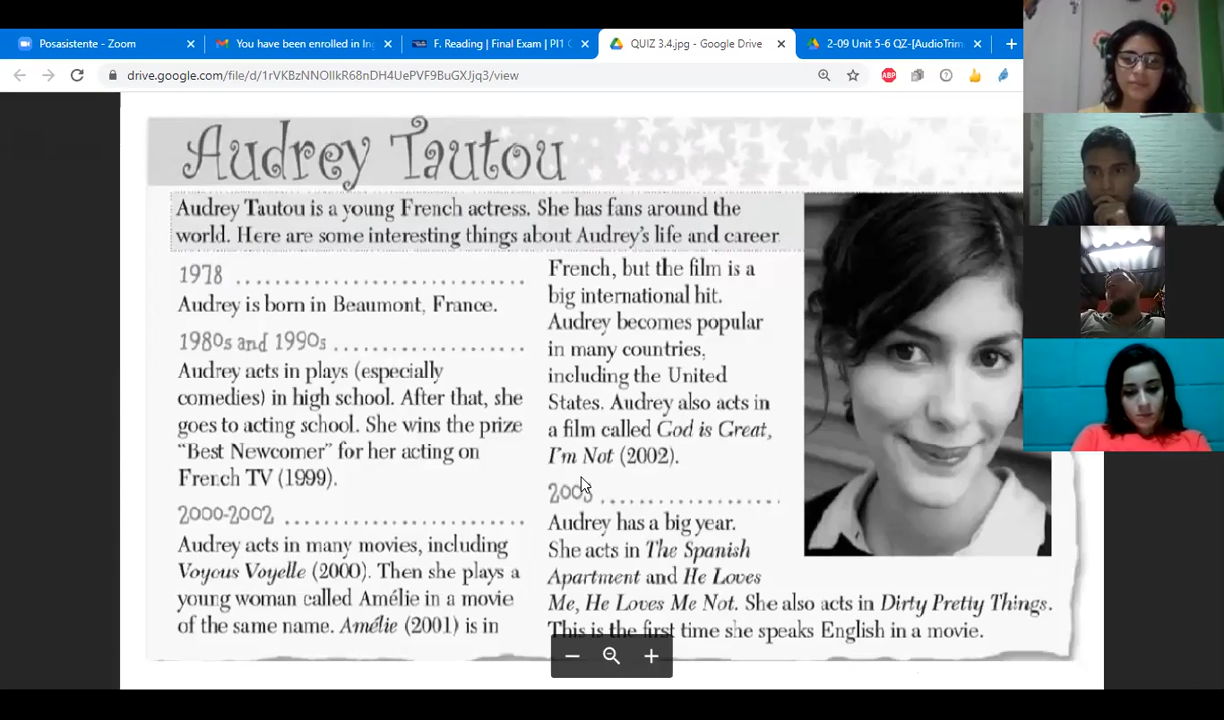 Posasistente - Zoom
You have been enrolled in In
F. Reading | Final Exam | PI1
QUIZ 3.4.jpg - Google Drive
2-09 Unit 5-6 QZ-[AudioTrim
drive.google.com/file/d/1rVKBzNNOIlkR68nDH4UePVF9BuGXJjq3/view
ABP
Audrey Tautou
Audrey Tautou is a young French actress. She has fans around the
world. Here are some interesting things about Audrey's life and career
1978
Audrey is born in Beaumont, France.
1980s and 1990s
Audrey acts in plays (especially
comedies) in high school. After that, she
goes to acting school. She wins the prize
"Best Newcomer" for her acting on
French TV (1999).
2000-2002
Audrey acts in many movies, including
Voyous Voyelle (2000). Then she plays a
young woman called Amélie in a movie
of the same name. Amélie (2001) is in
French, but the film is a
big international hit.
Audrey becomes popular
in many countries,
including the United
States. Audrey also acts in
a film called God is Great,
I'm Not (2002).
2003
Audrey has a big year.
She acts in The Spanish
Apartment and He Loves
Me, He Loves Me Not. She also acts in Dirty Pretty Things.
This is the first time she speaks English in a movie.